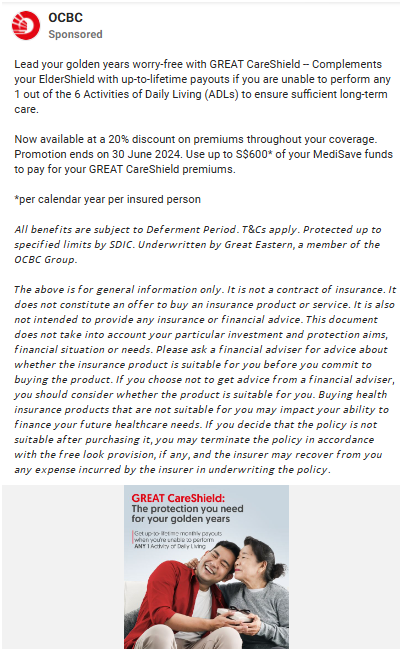 OCBC
Sponsored
Lead your golden years worry-free with GREAT CareShield – Complements
your ElderShield with up-to-lifetime payouts if you are unable to perform any
1 out of the 6 Activities of Daily Living (ADLs) to ensure sufficient long-term
care.
Now available at a 20% discount on premiums throughout your coverage.
Promotion ends on 30 June 2024. Use up to S$600* of your MediSave funds
to pay for your GREAT CareShield premiums.
*per calendar year per insured person
All benefits are subject to Deferment Period. T&Cs apply. Protected up to
specified limits by SDIC. Underwritten by Great Eastern, a member of the
OCBC Group.
The above is for general information only. It is not a contract of insurance. It
does not constitute an offer to buy an insurance product or service. It is also
not intended to provide any insurance or financial advice. This document
does not take into account your particular investment and protection aims,
financial situation or needs. Please ask a financial adviser for advice about
whether the insurance product is suitable for you before you commit to
buying the product. If you choose not to get advice from a financial adviser,
you should consider whether the product is suitable for you. Buying health
insurance products that are not suitable for you may impact your ability to
finance your future healthcare needs. If you decide that the policy is not
suitable after purchasing it, you may terminate the policy in accordance
with the free look provision, if any, and the insurer may recover from you
any expense incurred by the insurer in underwriting the policy.
GREAT CareShield:
The protection you need
for your golden years
Get up-to-lifetime monthly payouts
when you're unable to perform
ANY 1 Activity of Daily Living